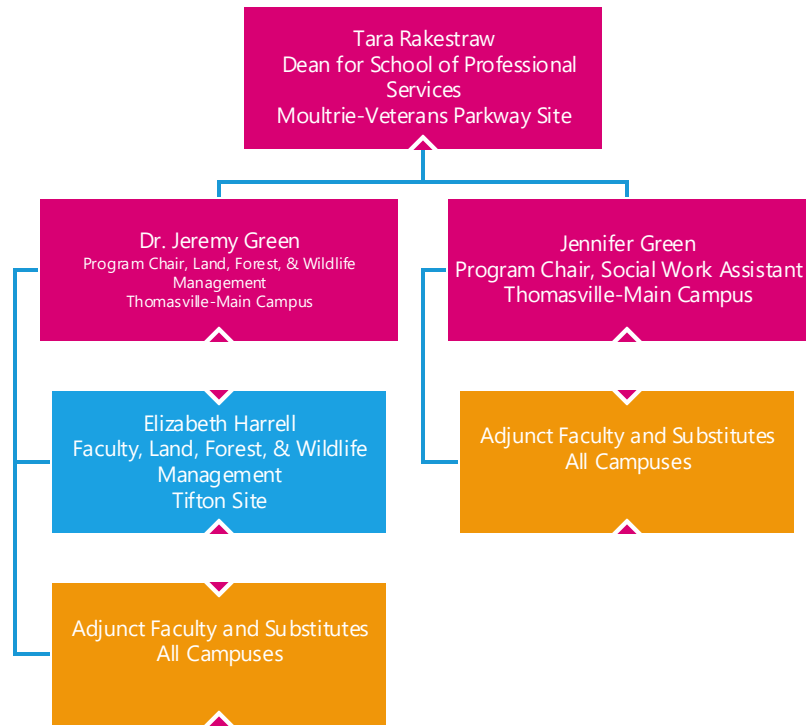 Tara Rakestraw
Dean for School of Professional
Services
Moultrie-Veterans Parkway Site
Dr. Jeremy Green
Program Chair, Land, Forest, & Wildlife
Management
Thomasville-Main Campus
Jennifer Green
Program Chair, Social Work Assistant
Thomasville-Main Campus
Elizabeth Harrell
Faculty, Land, Forest, & Wildlife
Management
Tifton Site
Adjunct Faculty and Substitutes
All Campuses
Adjunct Faculty and Substitutes
All Campuses